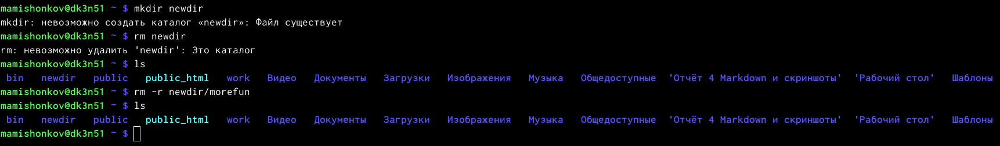 mamishonkov@dk3n51 ~ $ mkdir newdir
mkdir: невозможно создать каталог «newdir»: Файл существует
mamishonkov@dk3n51 ~ $ rm newdir
rm: невозможно удалить 'newdir': Это каталог
mamishonkov@dk3n51 ~ $ ls
bin newdir public public_html work Видео Документы Загрузки Изображения Музыка Общедоступные 'Отчёт 4 Markdown и скриншоты' 'Рабочий стол' Шаблоны
mamishonkov@dk3n51 ~ $ rm -r newdir/morefun
mamishonkov@dk3n51 ~ $ ls
bin newdir public public_html work Видео Документы Загрузки Изображения Музыка Общедоступные 'Отчёт 4 Markdown и скриншоты' 'Рабочий стол' Шаблоны
mamishonkov@dk3n51 ~ $